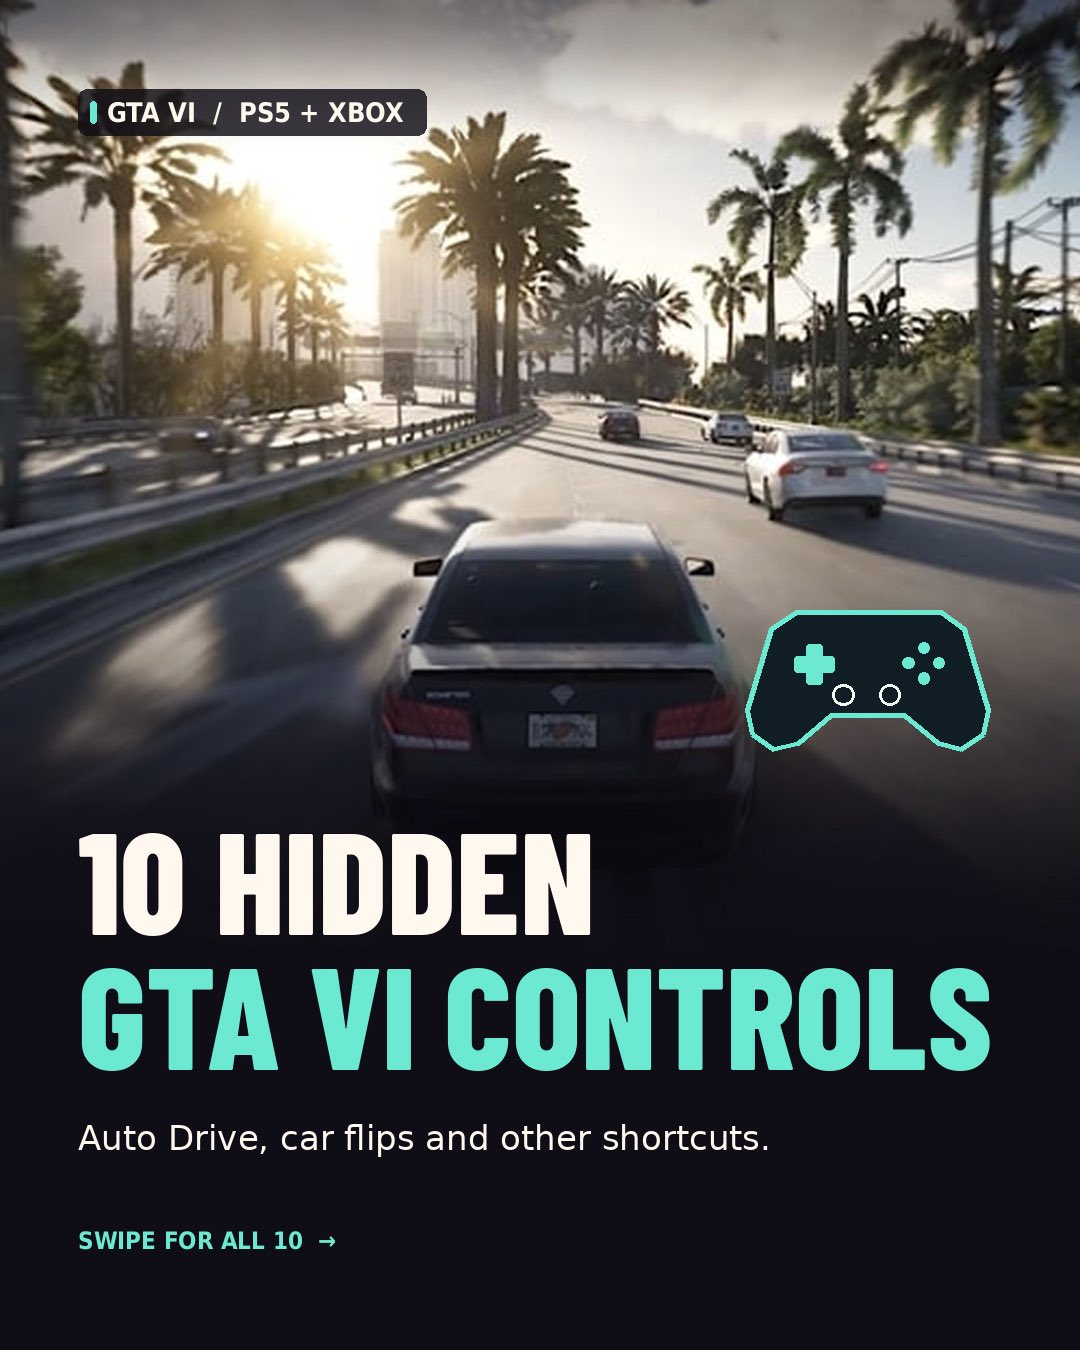 GTA VI / PS5 + XBOX
10 HIDDEN
GTA VI CONTROLS
Auto Drive, car flips and other shortcuts.
SWIPE FOR ALL 10 →